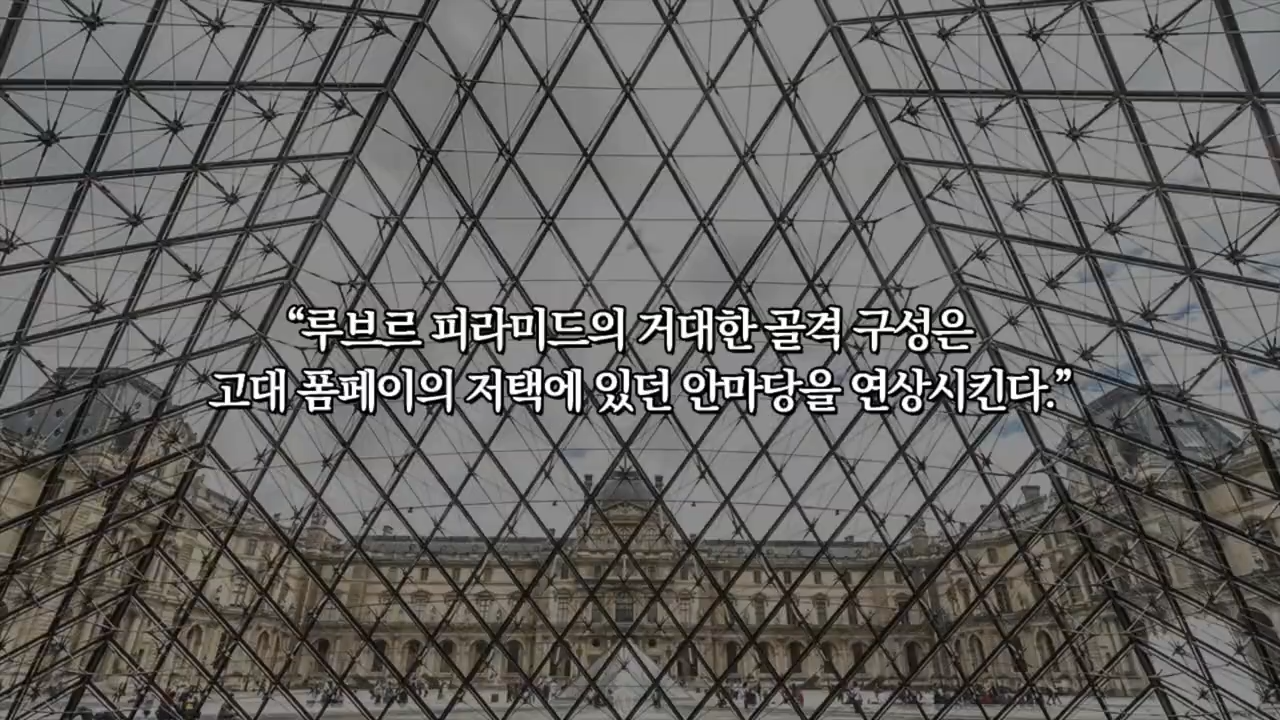 “루브르 피라미드의 거대한 골격 구성은
고대 폼페이의 저택에 있던 안마당을 연상시킨다.”